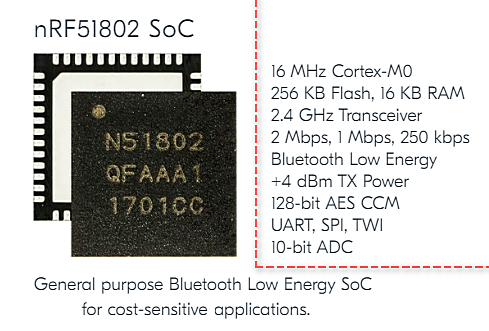 nRF51802 SoC
N51802
QFAAA1
1701CC
16 MHz Cortex-M0
256 KB Flash, 16 KB RAM
2.4 GHz Transceiver
2 Mbps, 1 Mbps, 250 kbps
Bluetooth Low Energy
+4 dBm TX Power
128-bit AES CCM
UART, SPI, TWI
10-bit ADC
General purpose Bluetooth Low Energy SoC
for cost-sensitive applications.